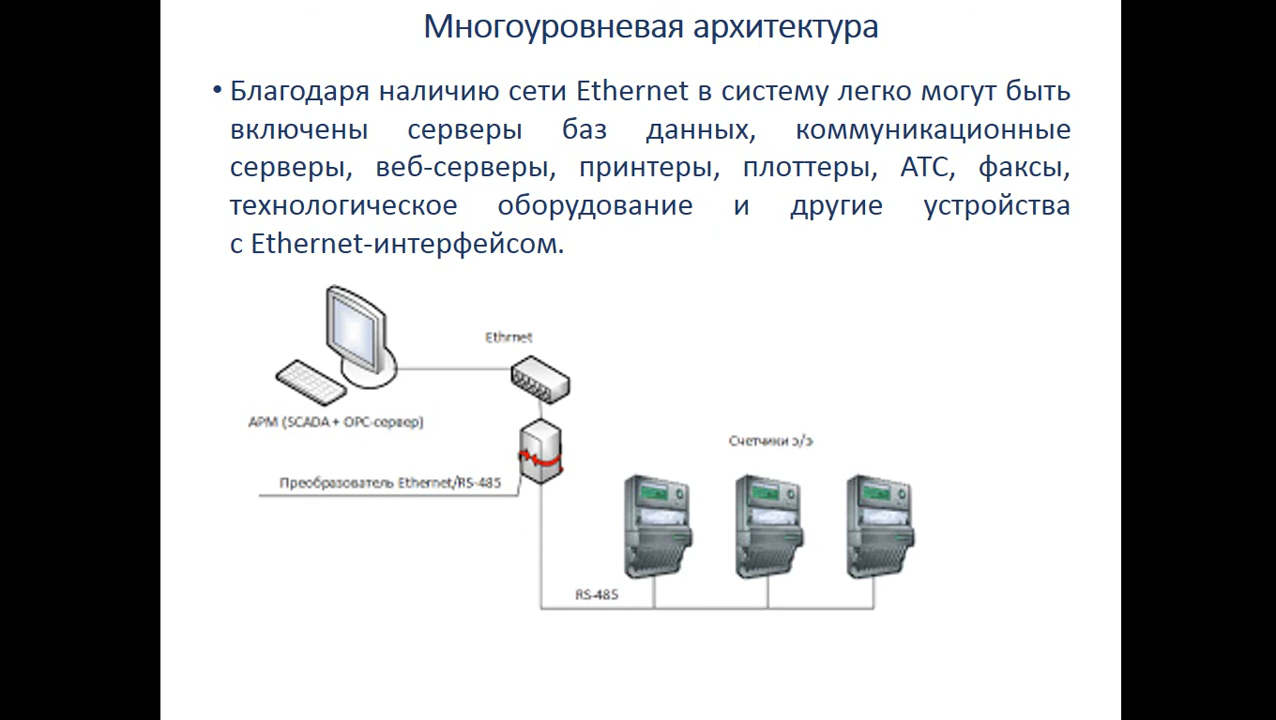 Многоуровневая архитектура
• Благодаря наличию сети Ethernet в систему легко могут быть
включены серверы баз данных, коммуникационные
серверы, веб-серверы, принтеры, плоттеры, АТС, факсы,
технологическое оборудование и другие устройства
с Ethernet-интерфейсом.
Ethrnet
АРМ (SCADA + OPC-сервер)
Счетчики э/э
Преобразователь Ethernet/RS-485
RS-485